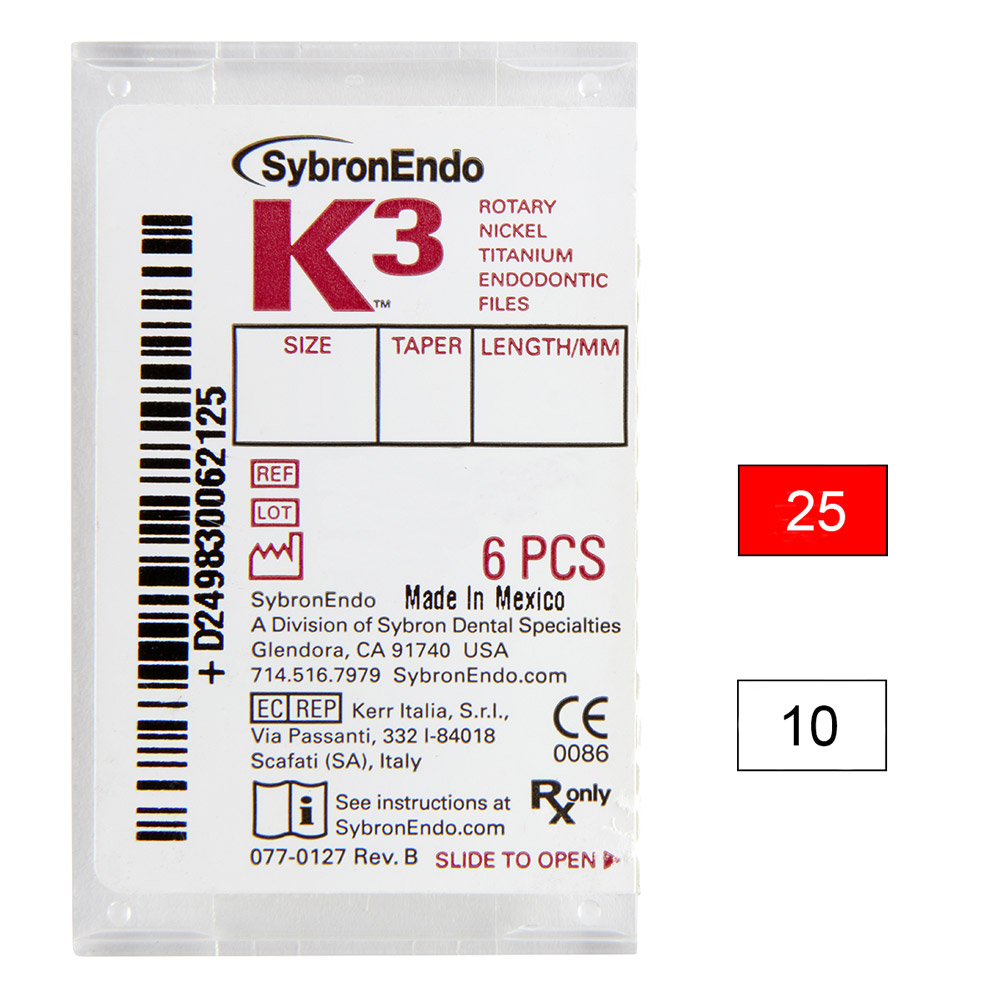 SybronEndo
K3™
ROTARY
NICKEL
TITANIUM
ENDODONTIC
FILES
SIZE TAPER LENGTH/MM
+D249830062125
REF
LOT
6 PCS
SybronEndo Made In Mexico
A Division of Sybron Dental Specialties
Glendora, CA 91740 USA
714.516.7979 SybronEndo.com
EC REP Kerr Italia, S.r.l.,
Via Passanti, 332 I-84018
Scafati (SA), Italy
CE
0086
i
See instructions at
SybronEndo.com
Rx only
077-0127 Rev. B SLIDE TO OPEN
25
10